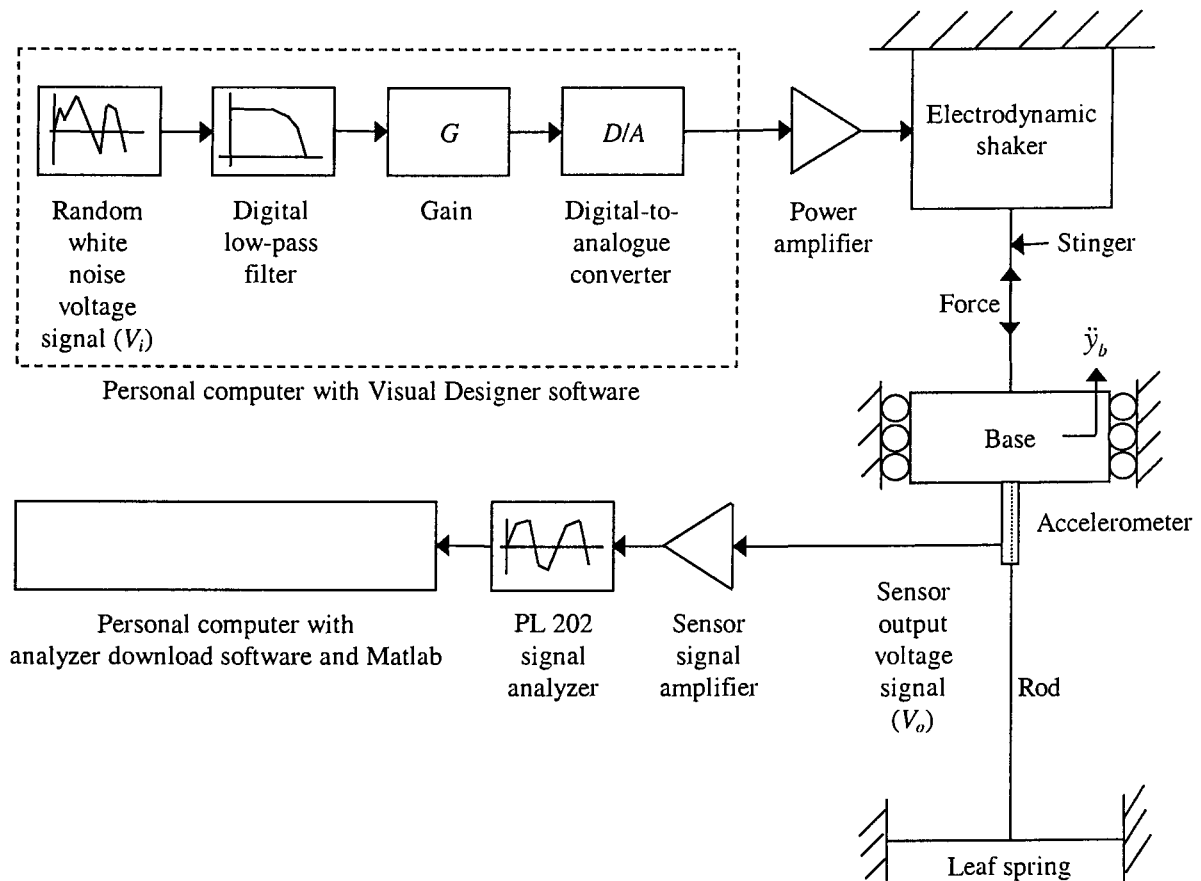 Random
white
noise
voltage
signal (Vi)
Digital
low-pass
filter
G
Gain
D/A
Digital-to-
analogue
converter
Power
amplifier
Electrodynamic
shaker
Stinger
Force
ÿb
Personal computer with Visual Designer software
Base
Accelerometer
Personal computer with
analyzer download software and Matlab
PL 202
signal
analyzer
Sensor
signal
amplifier
Sensor
output
voltage
signal
(Vo)
Rod
Leaf spring